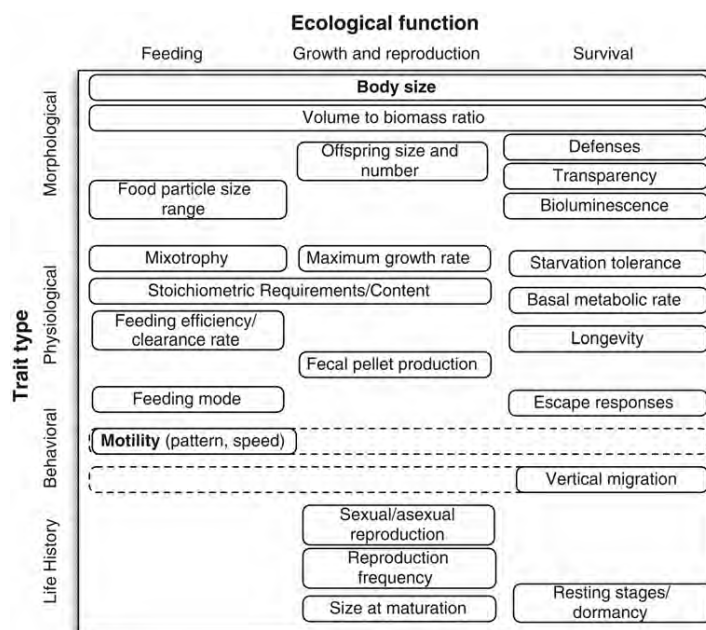 Ecological function
Feeding
Growth and reproduction
Survival
Trait type
Morphological
Body size
Volume to biomass ratio
Offspring size and
number
Defenses
Transparency
Food particle size
range
Bioluminescence
Physiological
Mixotrophy
Maximum growth rate
Starvation tolerance
Stoichiometric Requirements/Content
Basal metabolic rate
Feeding efficiency/
clearance rate
Longevity
Fecal pellet production
Behavioral
Feeding mode
Escape responses
Motility (pattern, speed)
Vertical migration
Life History
Sexual/asexual
reproduction
Reproduction
frequency
Size at maturation
Resting stages/
dormancy